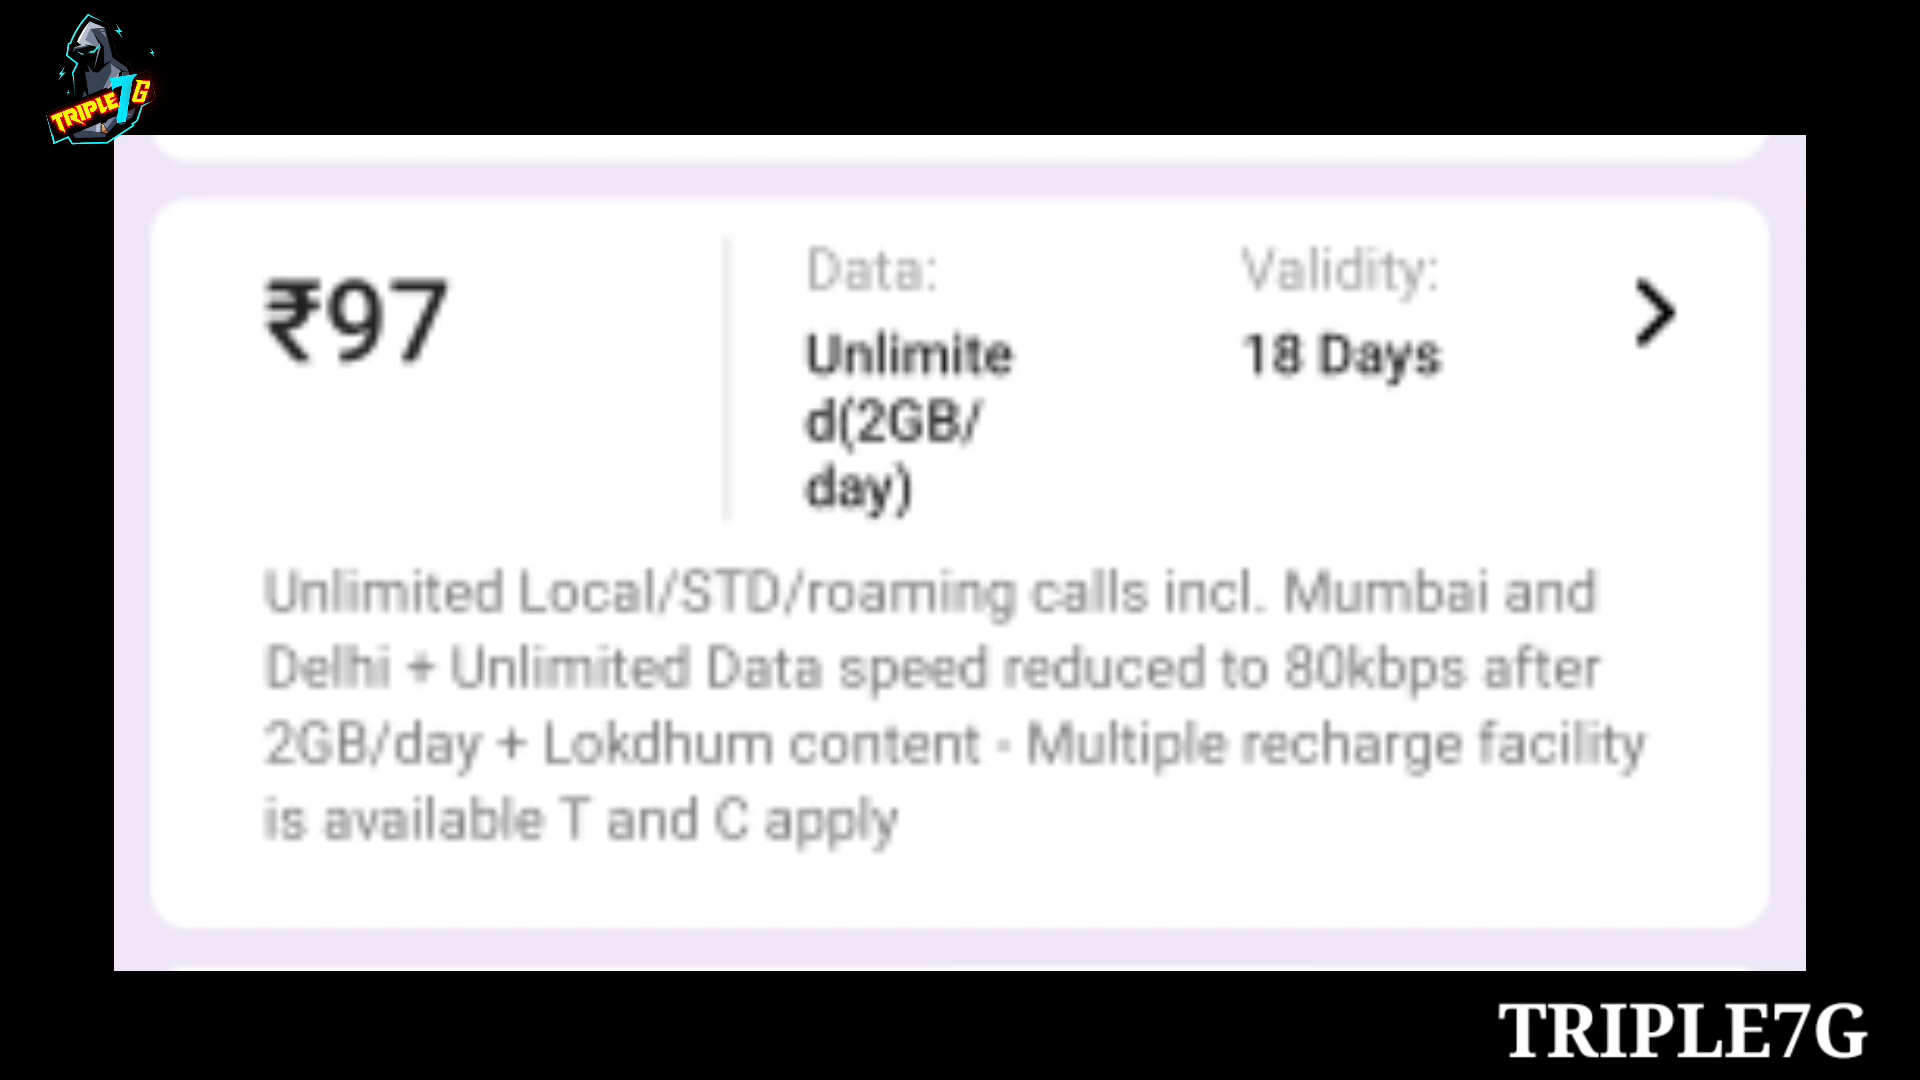 TRIPLE7G
₹97
Data:
Validity:
Unlimite
d(2GB/
day)
18 Days
Unlimited Local/STD/roaming calls incl. Mumbai and
Delhi + Unlimited Data speed reduced to 80kbps after
2GB/day + Lokdhum content - Multiple recharge facility
is available T and C apply
TRIPLE7G